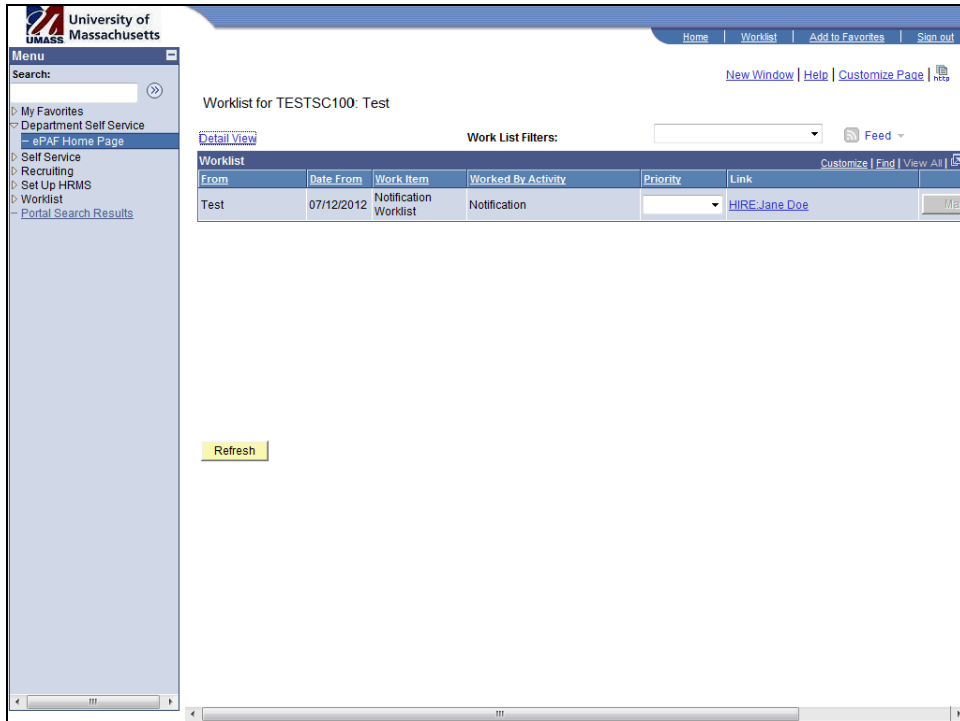 University of
Massachusetts
UMASS
Home | Worklist | Add to Favorites | Sign out
Menu
Search:
My Favorites
Department Self Service
ePAF Home Page
Self Service
Recruiting
Set Up HRMS
Worklist
Portal Search Results
New Window | Help | Customize Page | http
Worklist for TESTSC100: Test
Detail View
Work List Filters:
Feed
Worklist
Customize | Find | View All |
From Date From Work Item Worked By Activity Priority Link
Test 07/12/2012 Notification Worklist Notification HIRE:Jane Doe Ma
Refresh